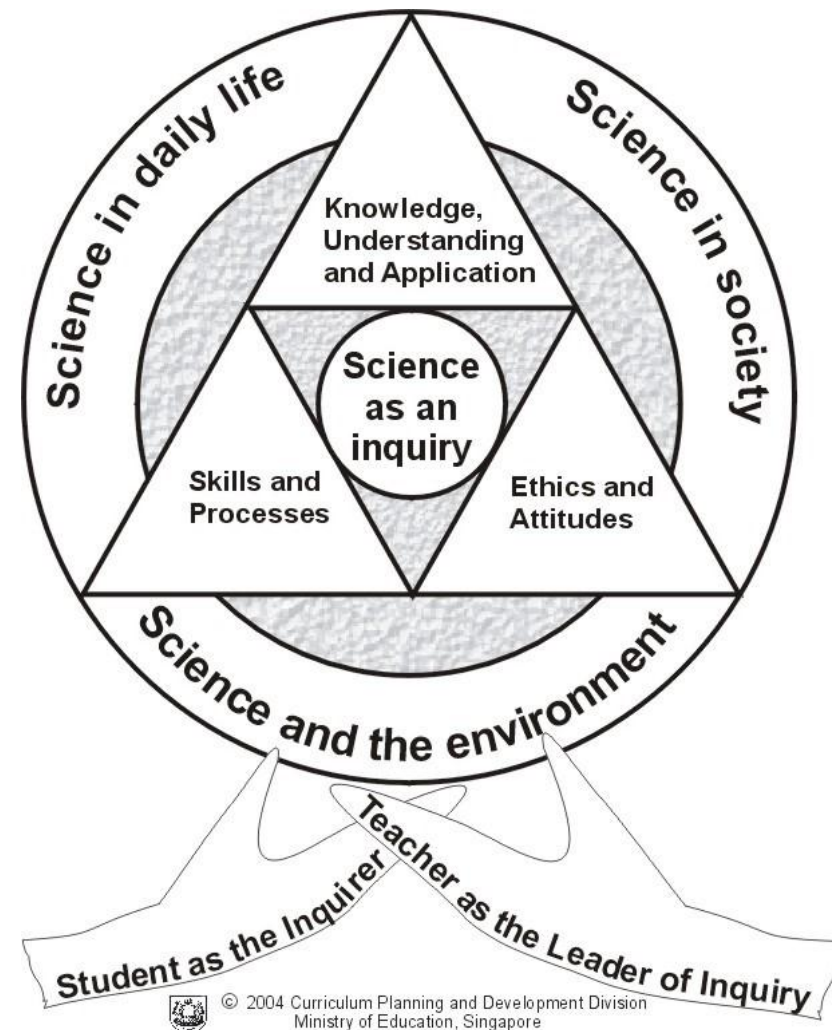 Science in daily life
Science in society
Knowledge,
Understanding
and Application
Science
as an
inquiry
Skills and
Processes
Ethics and
Attitudes
Science and the environment
Student as the Inquirer
Teacher as the Leader of Inquiry
© 2004 Curriculum Planning and Development Division
Ministry of Education, Singapore